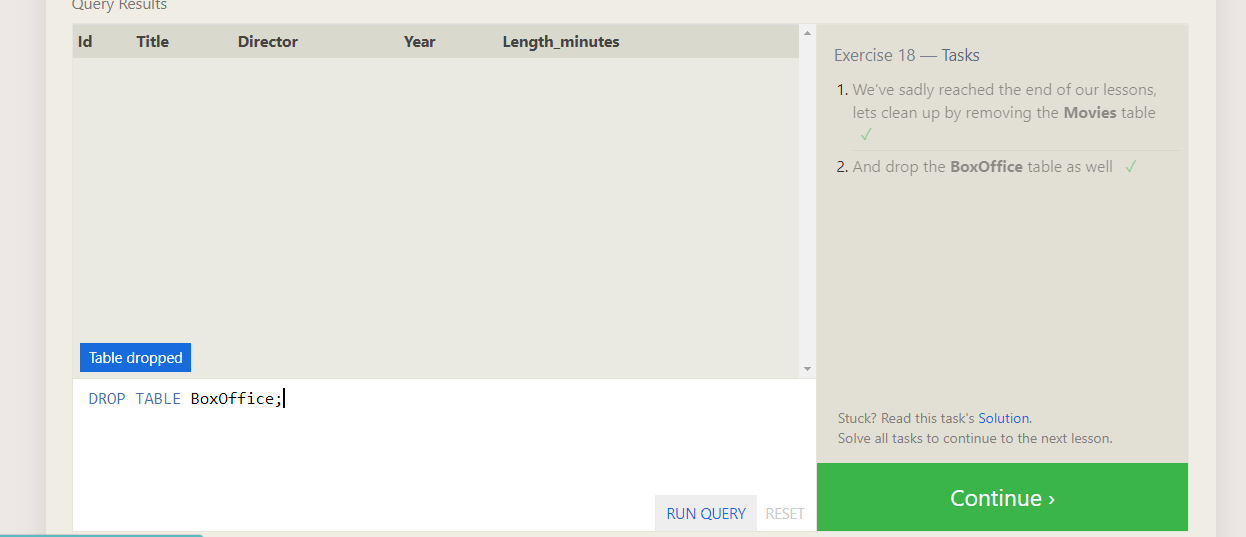 Query Results
Id Title Director Year Length_minutes
Table dropped
DROP TABLE BoxOffice;
RUN QUERY RESET
Exercise 18 — Tasks
1. We've sadly reached the end of our lessons,
lets clean up by removing the Movies table
✓
2. And drop the BoxOffice table as well ✓
Stuck? Read this task's Solution.
Solve all tasks to continue to the next lesson.
Continue ›